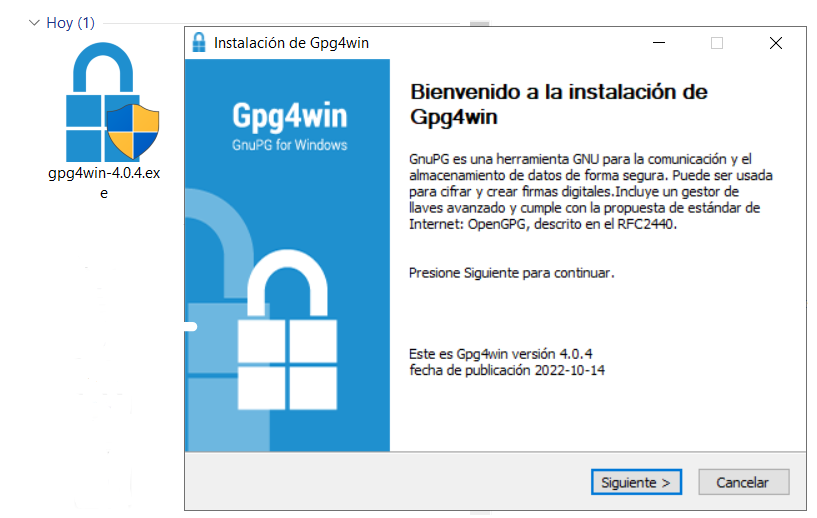 Hoy (1)
gpg4win-4.0.4.ex
e
Instalación de Gpg4win
Gpg4win
GnuPG for Windows
Bienvenido a la instalación de
Gpg4win
GnuPG es una herramienta GNU para la comunicación y el
almacenamiento de datos de forma segura. Puede ser usada
para cifrar y crear firmas digitales.Incluye un gestor de
llaves avanzado y cumple con la propuesta de estándar de
Internet: OpenGPG, descrito en el RFC2440.
Presione Siguiente para continuar.
Este es Gpg4win versión 4.0.4
fecha de publicación 2022-10-14
Siguiente >
Cancelar